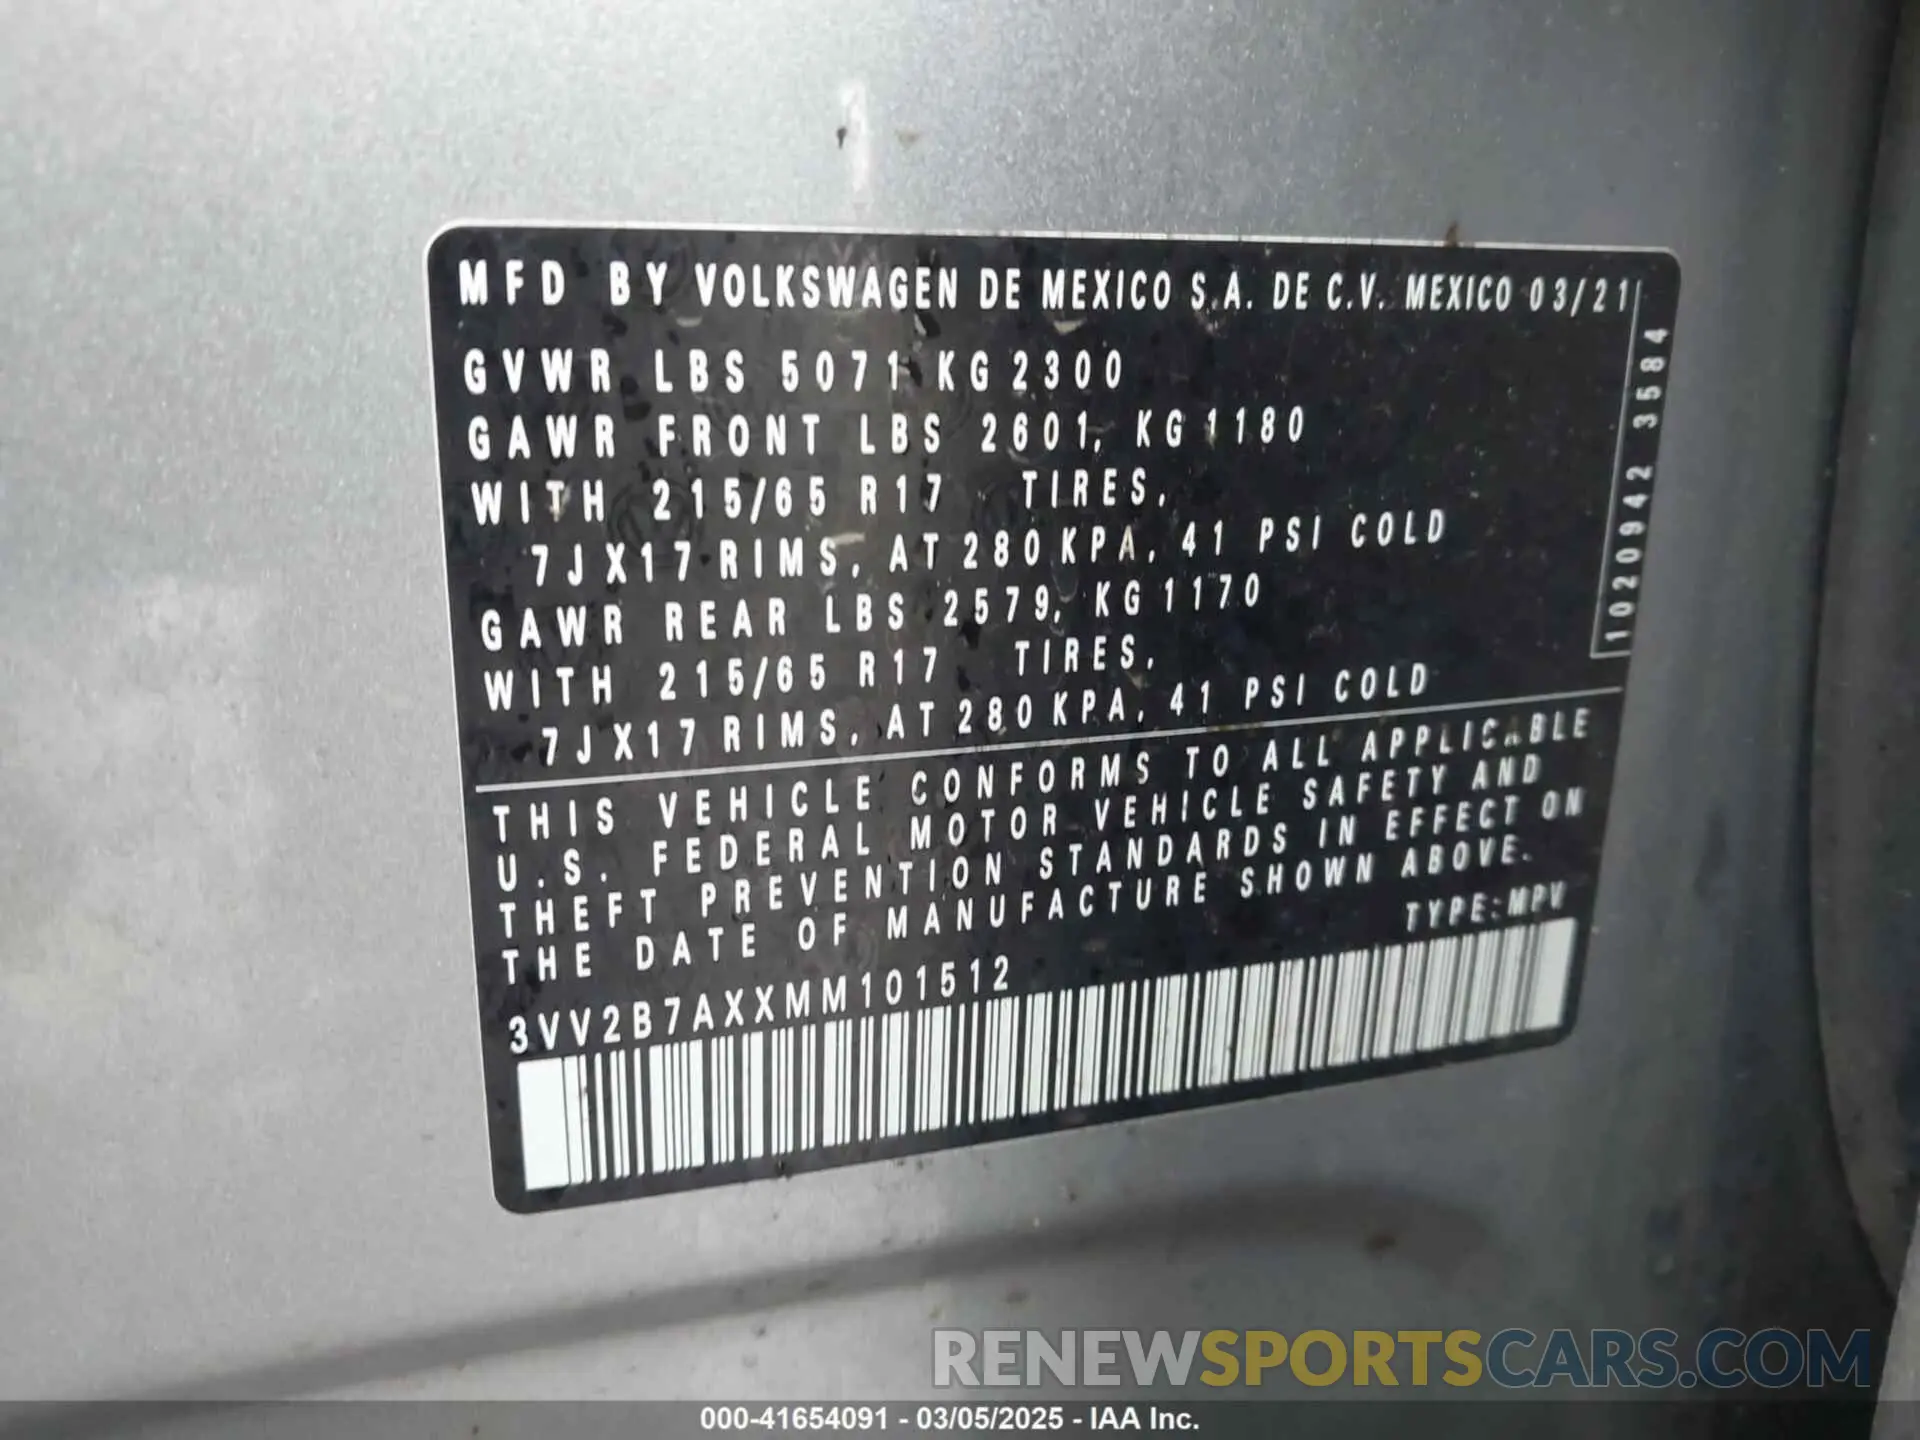 MFD BY VOLKSWAGEN DE MEXICO S.A. DE C.V. MEXICO 03/21
GVWR LBS 5071 KG 2300
GAWR FRONT LBS 2601, KG 1180
WITH 215/65 R17 TIRES,
7JX17 RIMS, AT 280 KPA, 41 PSI COLD
GAWR REAR LBS 2579, KG 1170
WITH 215/65 R17 TIRES,
7JX17 RIMS, AT 280 KPA, 41 PSI COLD
1020942 3584
THIS VEHICLE CONFORMS TO ALL APPLICABLE
U.S. FEDERAL MOTOR VEHICLE SAFETY AND
THEFT PREVENTION STANDARDS IN EFFECT ON
THE DATE OF MANUFACTURE SHOWN ABOVE.
TYPE: MPV
3VV2B7AXXMM101512
RENEWSPORTSCARS.COM
000-41654091 - 03/05/2025 - IAA Inc.